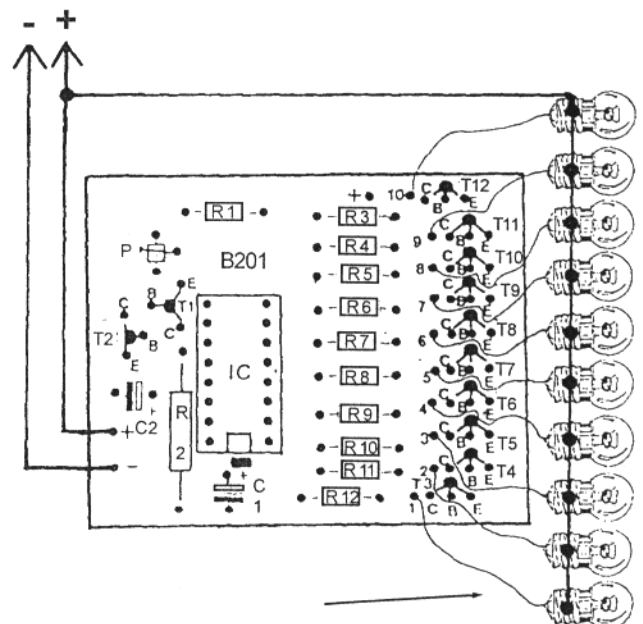 - +
+ 10 C T12
B E
R1 R3 9 C T11
B E
P R4 T10
B201 R5 8 C B E
E T9
B T1 R6 7 C B E
C T8
T2 B C R7 6 C B E
E T7
IC R8 5 C B E
+ T6
C2 R R9 4 C B E
+ 2 R10 3 C T5
B E
- R11 2 C T4
B E
+ C R12 T3
1 1 C B E